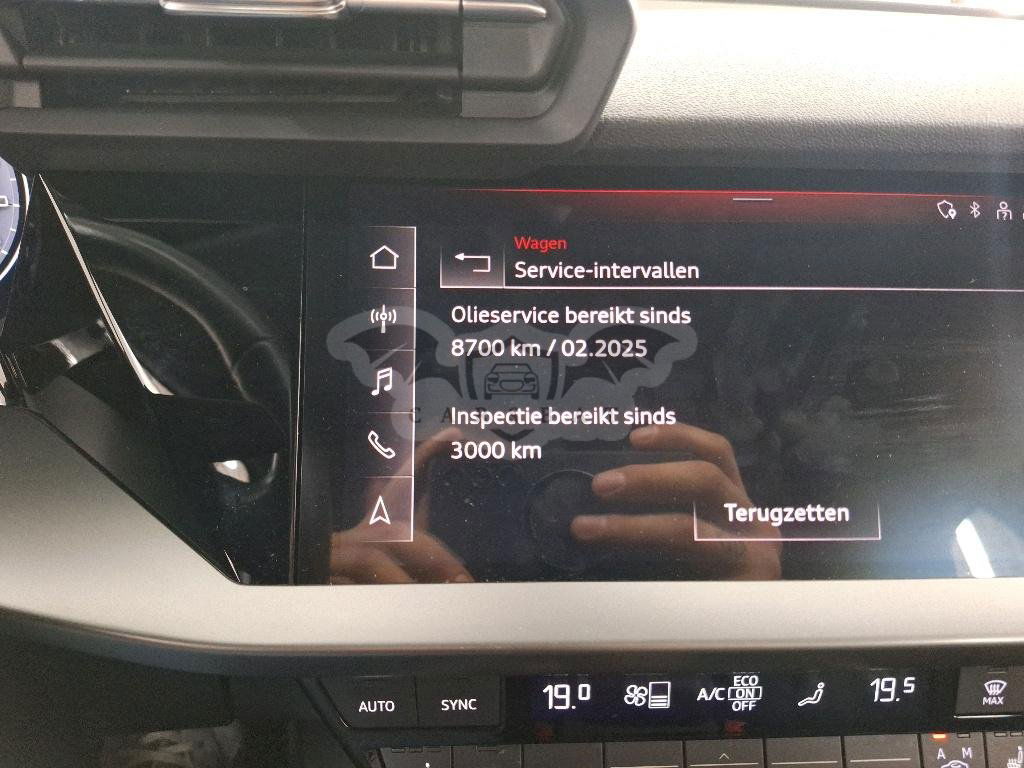 Wagen
Service-intervallen
Olieservice bereikt sinds
8700 km / 02.2025
Inspectie bereikt sinds
3000 km
Terugzetten
AUTO
SYNC
19.0
A/C
ECO
ON
OFF
19.5
MAX
A M